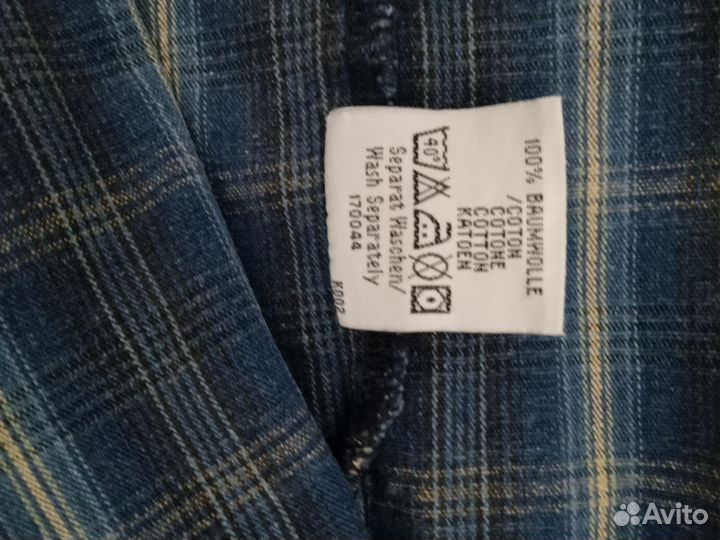 100% BAUMWOLLE
/COTON
COTONE
COTTON
KATOEN
40°
Separat Waschen/
Wash Separately
170044
K002
Avito